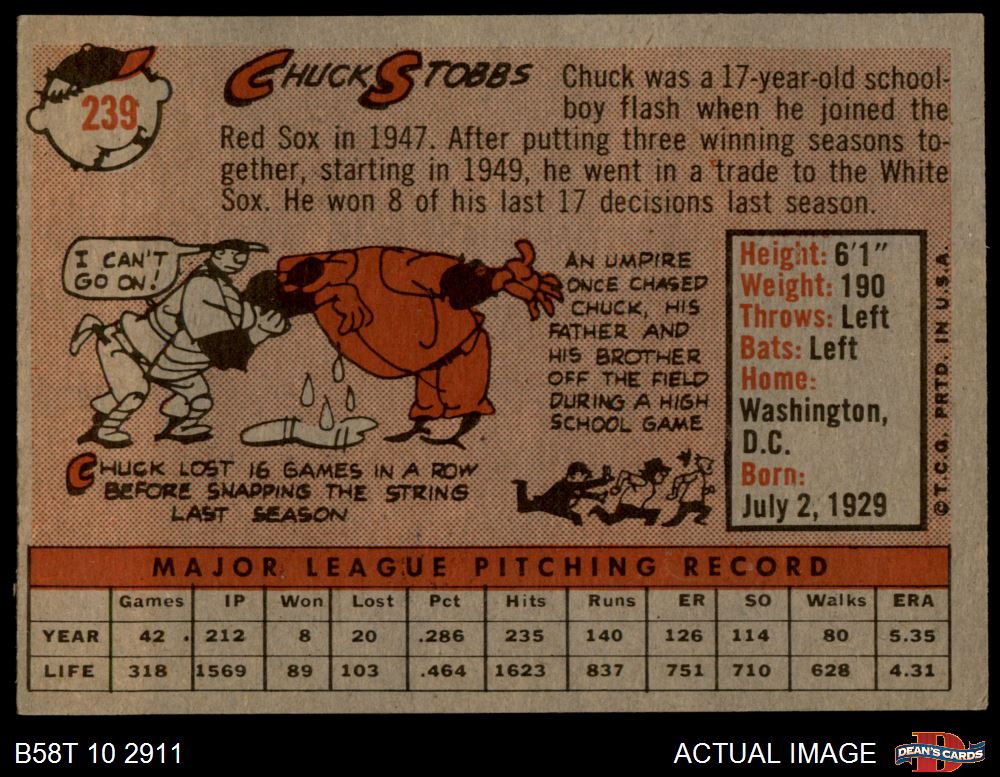 239
CHUCK STOBBS
Chuck was a 17-year-old school-
boy flash when he joined the
Red Sox in 1947. After putting three winning seasons to-
gether, starting in 1949, he went in a trade to the White
Sox. He won 8 of his last 17 decisions last season.
I CAN'T
GO ON!
CHUCK LOST 16 GAMES IN A ROW
BEFORE SNAPPING THE STRING
LAST SEASON
AN UMPIRE
ONCE CHASED
CHUCK, HIS
FATHER AND
HIS BROTHER
OFF THE FIELD
DURING A HIGH
SCHOOL GAME
Height: 6'1"
Weight: 190
Throws: Left
Bats: Left
Home:
Washington,
D.C.
Born:
July 2, 1929
© T.C.G. PRTD. IN U.S.A.
MAJOR LEAGUE PITCHING RECORD
Games IP Won Lost Pct Hits Runs ER SO Walks ERA
YEAR 42 212 8 20 .286 235 140 126 114 80 5.35
LIFE 318 1569 89 103 .464 1623 837 751 710 628 4.31
B58T 10 2911
ACTUAL IMAGE
DEAN'S CARDS